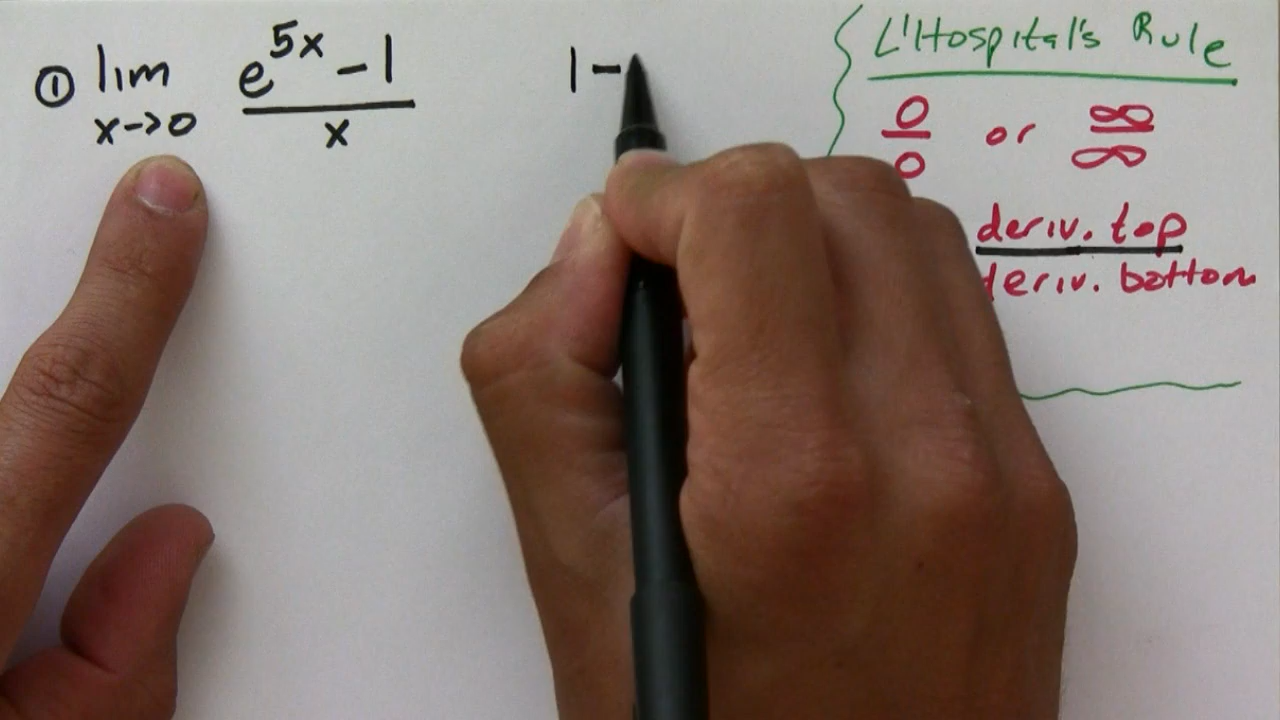 ① lim e^{5x} - 1
x→0 x
1 -
L'Hospital's Rule
0/0 or ∞/∞
deriv. top
deriv. bottom